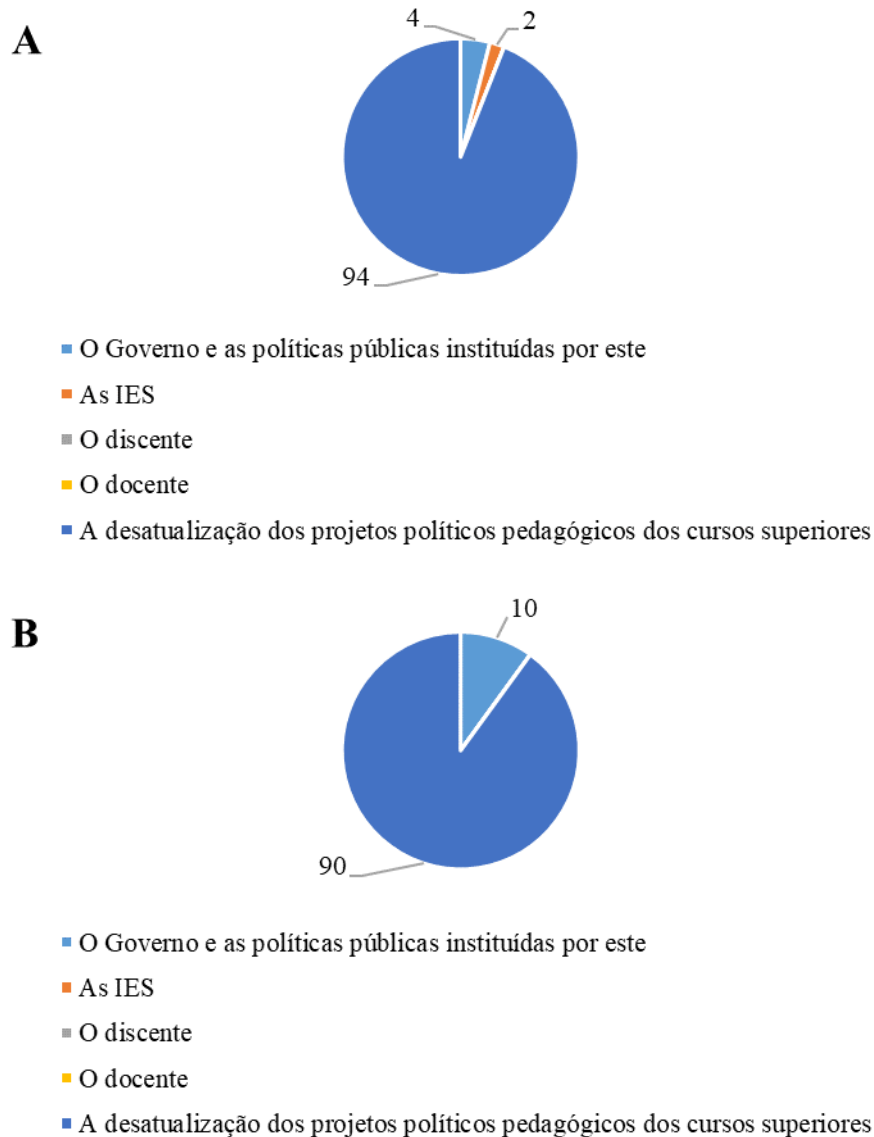 A
4
2
94
O Governo e as políticas públicas instituídas por este
As IES
O discente
O docente
A desatualização dos projetos políticos pedagógicos dos cursos superiores
B
10
90
O Governo e as políticas públicas instituídas por este
As IES
O discente
O docente
A desatualização dos projetos políticos pedagógicos dos cursos superiores